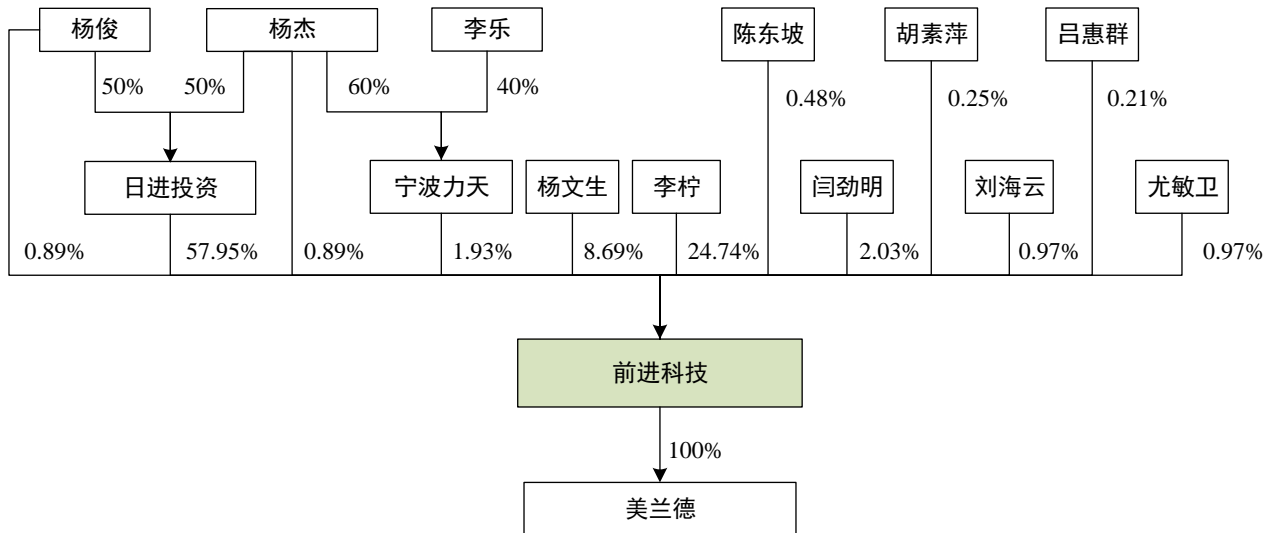 杨俊
杨杰
李乐
陈东坡
胡素萍
吕惠群
50%
50%
60%
40%
0.48%
0.25%
0.21%
日进投资
宁波力天
杨文生
李柠
闫劲明
刘海云
尤敏卫
0.89%
57.95%
0.89%
1.93%
8.69%
24.74%
2.03%
0.97%
0.97%
前进科技
100%
美兰德